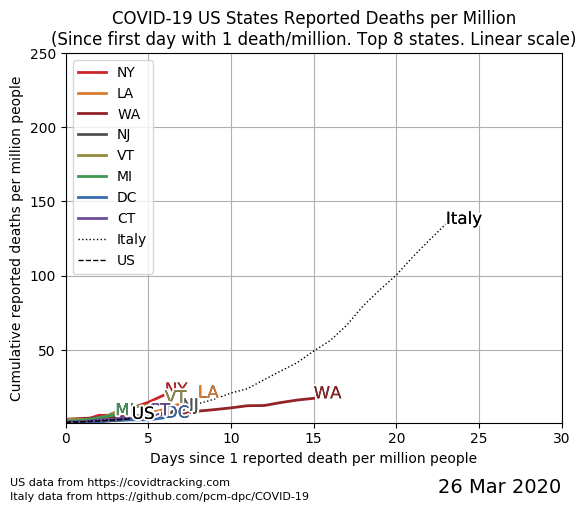 COVID-19 US States Reported Deaths per Million
(Since first day with 1 death/million. Top 8 states. Linear scale)
Cumulative reported deaths per million people
250
200
150
100
50
NY
LA
WA
NJ
VT
MI
DC
CT
Italy
US
Italy
NY
VT
LA
WA
NJ
DC
US
0
5
10
15
20
25
30
Days since 1 reported death per million people
US data from https://covidtracking.com
Italy data from https://github.com/pcm-dpc/COVID-19
26 Mar 2020